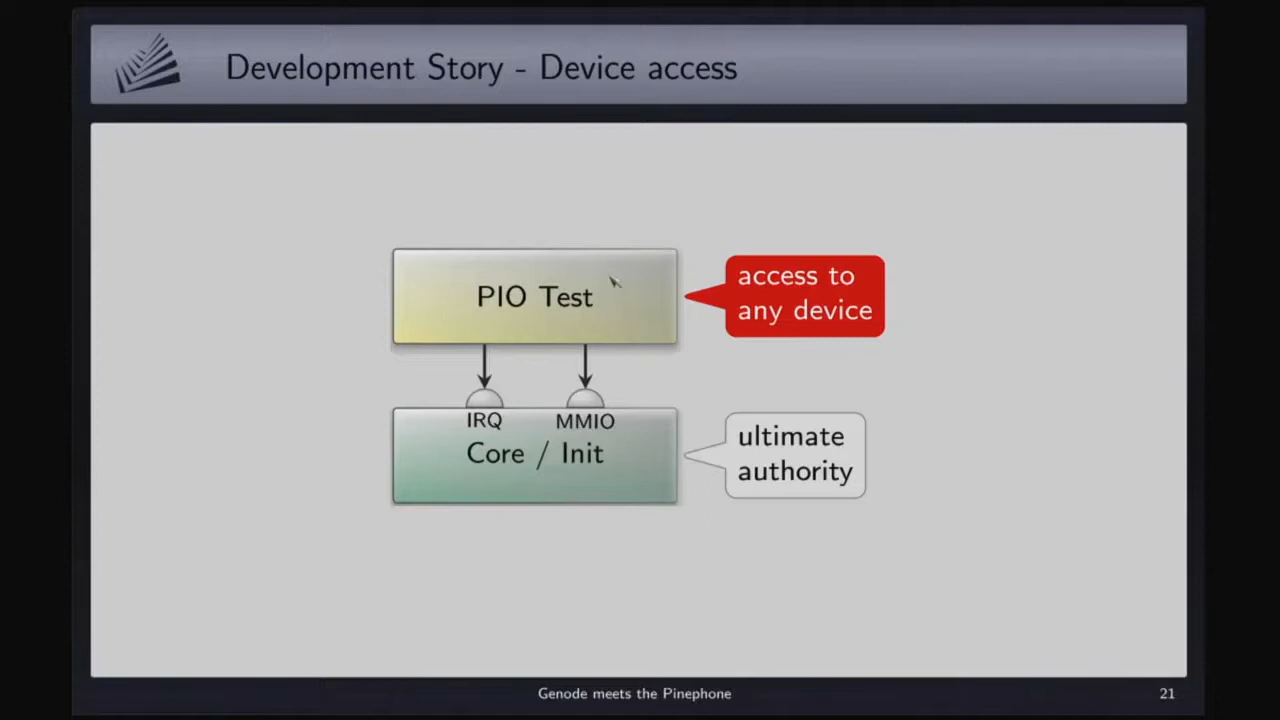 Development Story - Device access
PIO Test
access to
any device
IRQ
MMIO
Core / Init
ultimate
authority
Genode meets the Pinephone
21